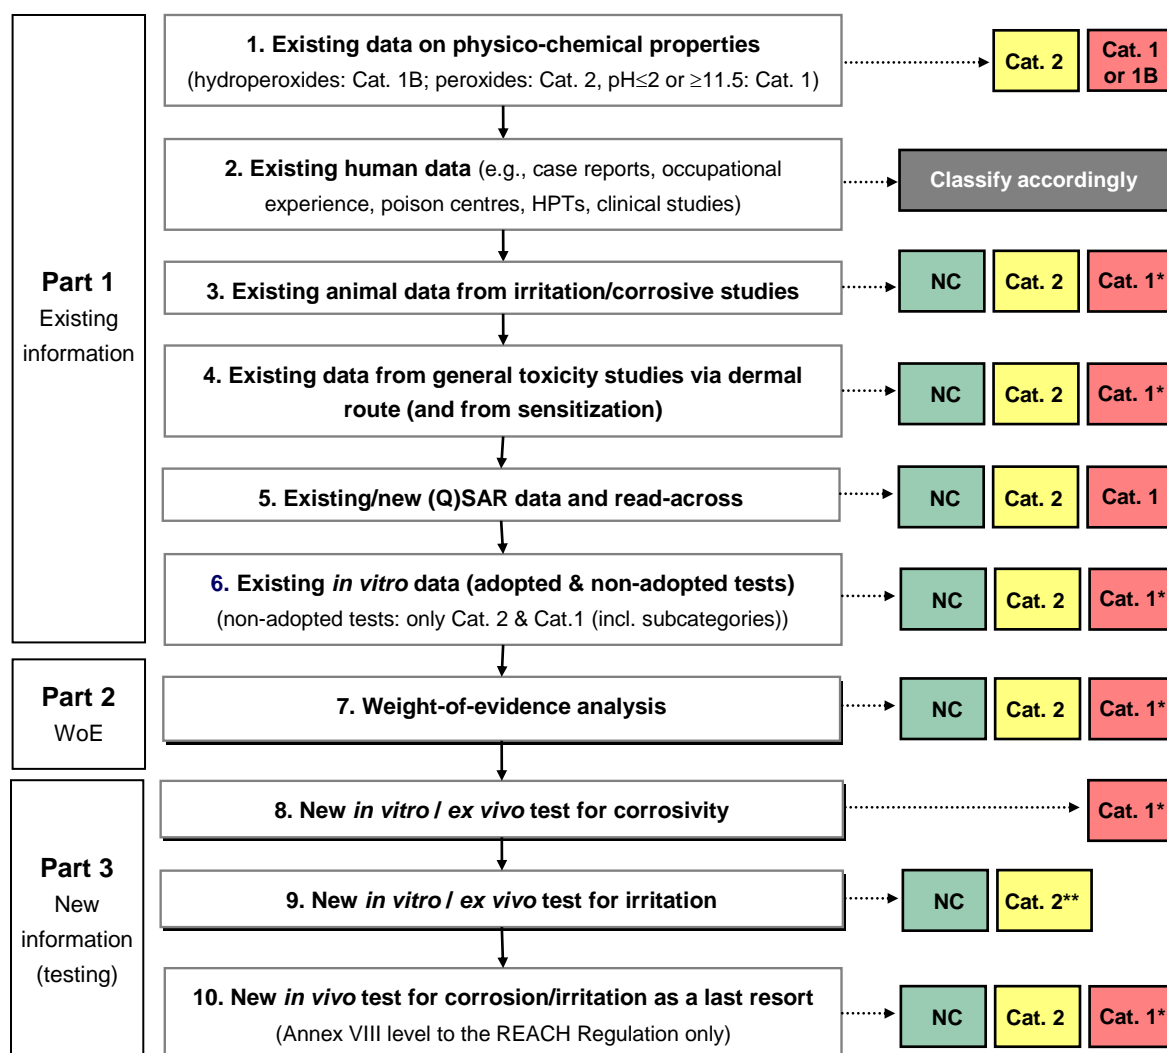 1. Existing data on physico-chemical properties
(hydroperoxides: Cat. 1B; peroxides: Cat. 2, pH≤2 or ≥11.5: Cat. 1)
Cat. 2
Cat. 1
or 1B
2. Existing human data (e.g., case reports, occupational
experience, poison centres, HPTs, clinical studies)
Classify accordingly
Part 1
Existing
information
3. Existing animal data from irritation/corrosive studies
NC
Cat. 2
Cat. 1*
4. Existing data from general toxicity studies via dermal
route (and from sensitization)
NC
Cat. 2
Cat. 1*
5. Existing/new (Q)SAR data and read-across
NC
Cat. 2
Cat. 1
6. Existing in vitro data (adopted & non-adopted tests)
(non-adopted tests: only Cat. 2 & Cat.1 (incl. subcategories))
NC
Cat. 2
Cat. 1*
Part 2
WoE
7. Weight-of-evidence analysis
NC
Cat. 2
Cat. 1*
Part 3
New
information
(testing)
8. New in vitro / ex vivo test for corrosivity
Cat. 1*
9. New in vitro / ex vivo test for irritation
NC
Cat. 2**
10. New in vivo test for corrosion/irritation as a last resort
(Annex VIII level to the REACH Regulation only)
NC
Cat. 2
Cat. 1*